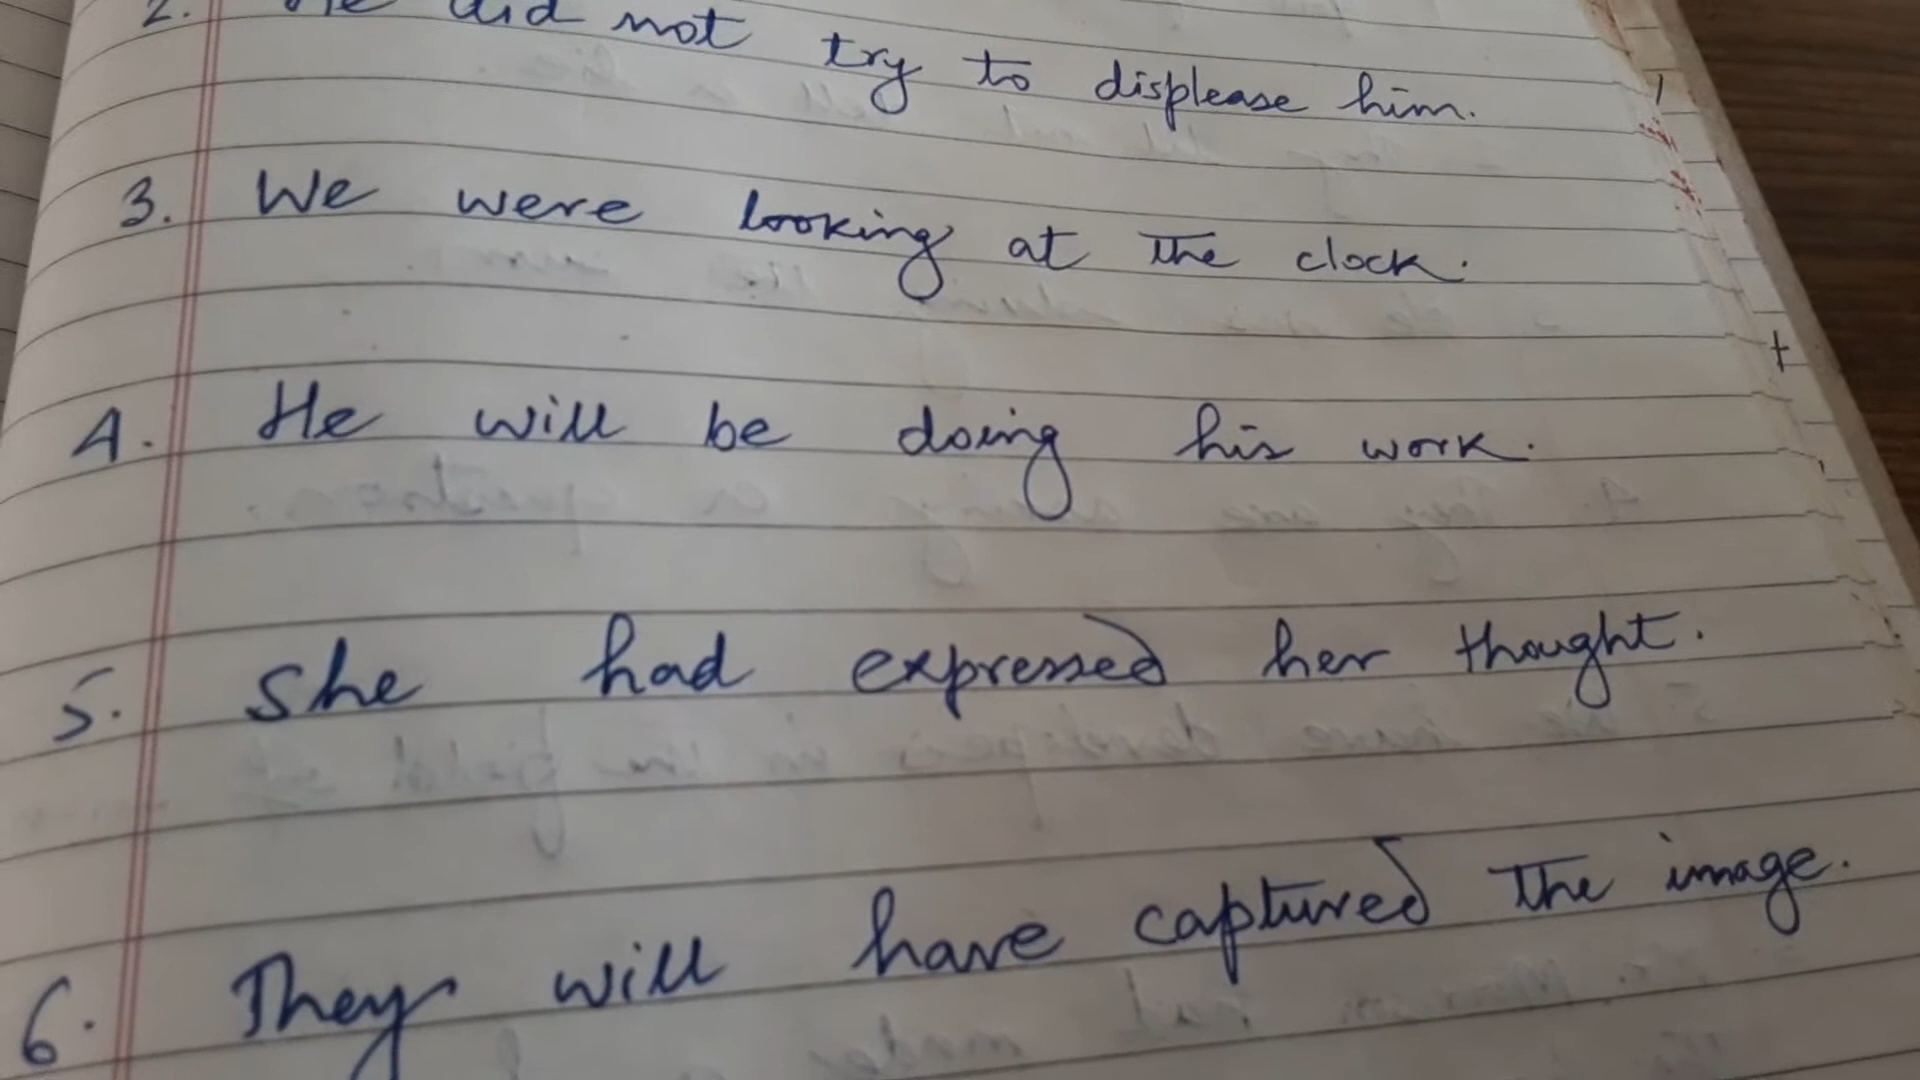 2. He did not try to displease him.
3. We were looking at the clock.
4. He will be doing his work.
5. She had expressed her thought.
6. They will have captured the image.